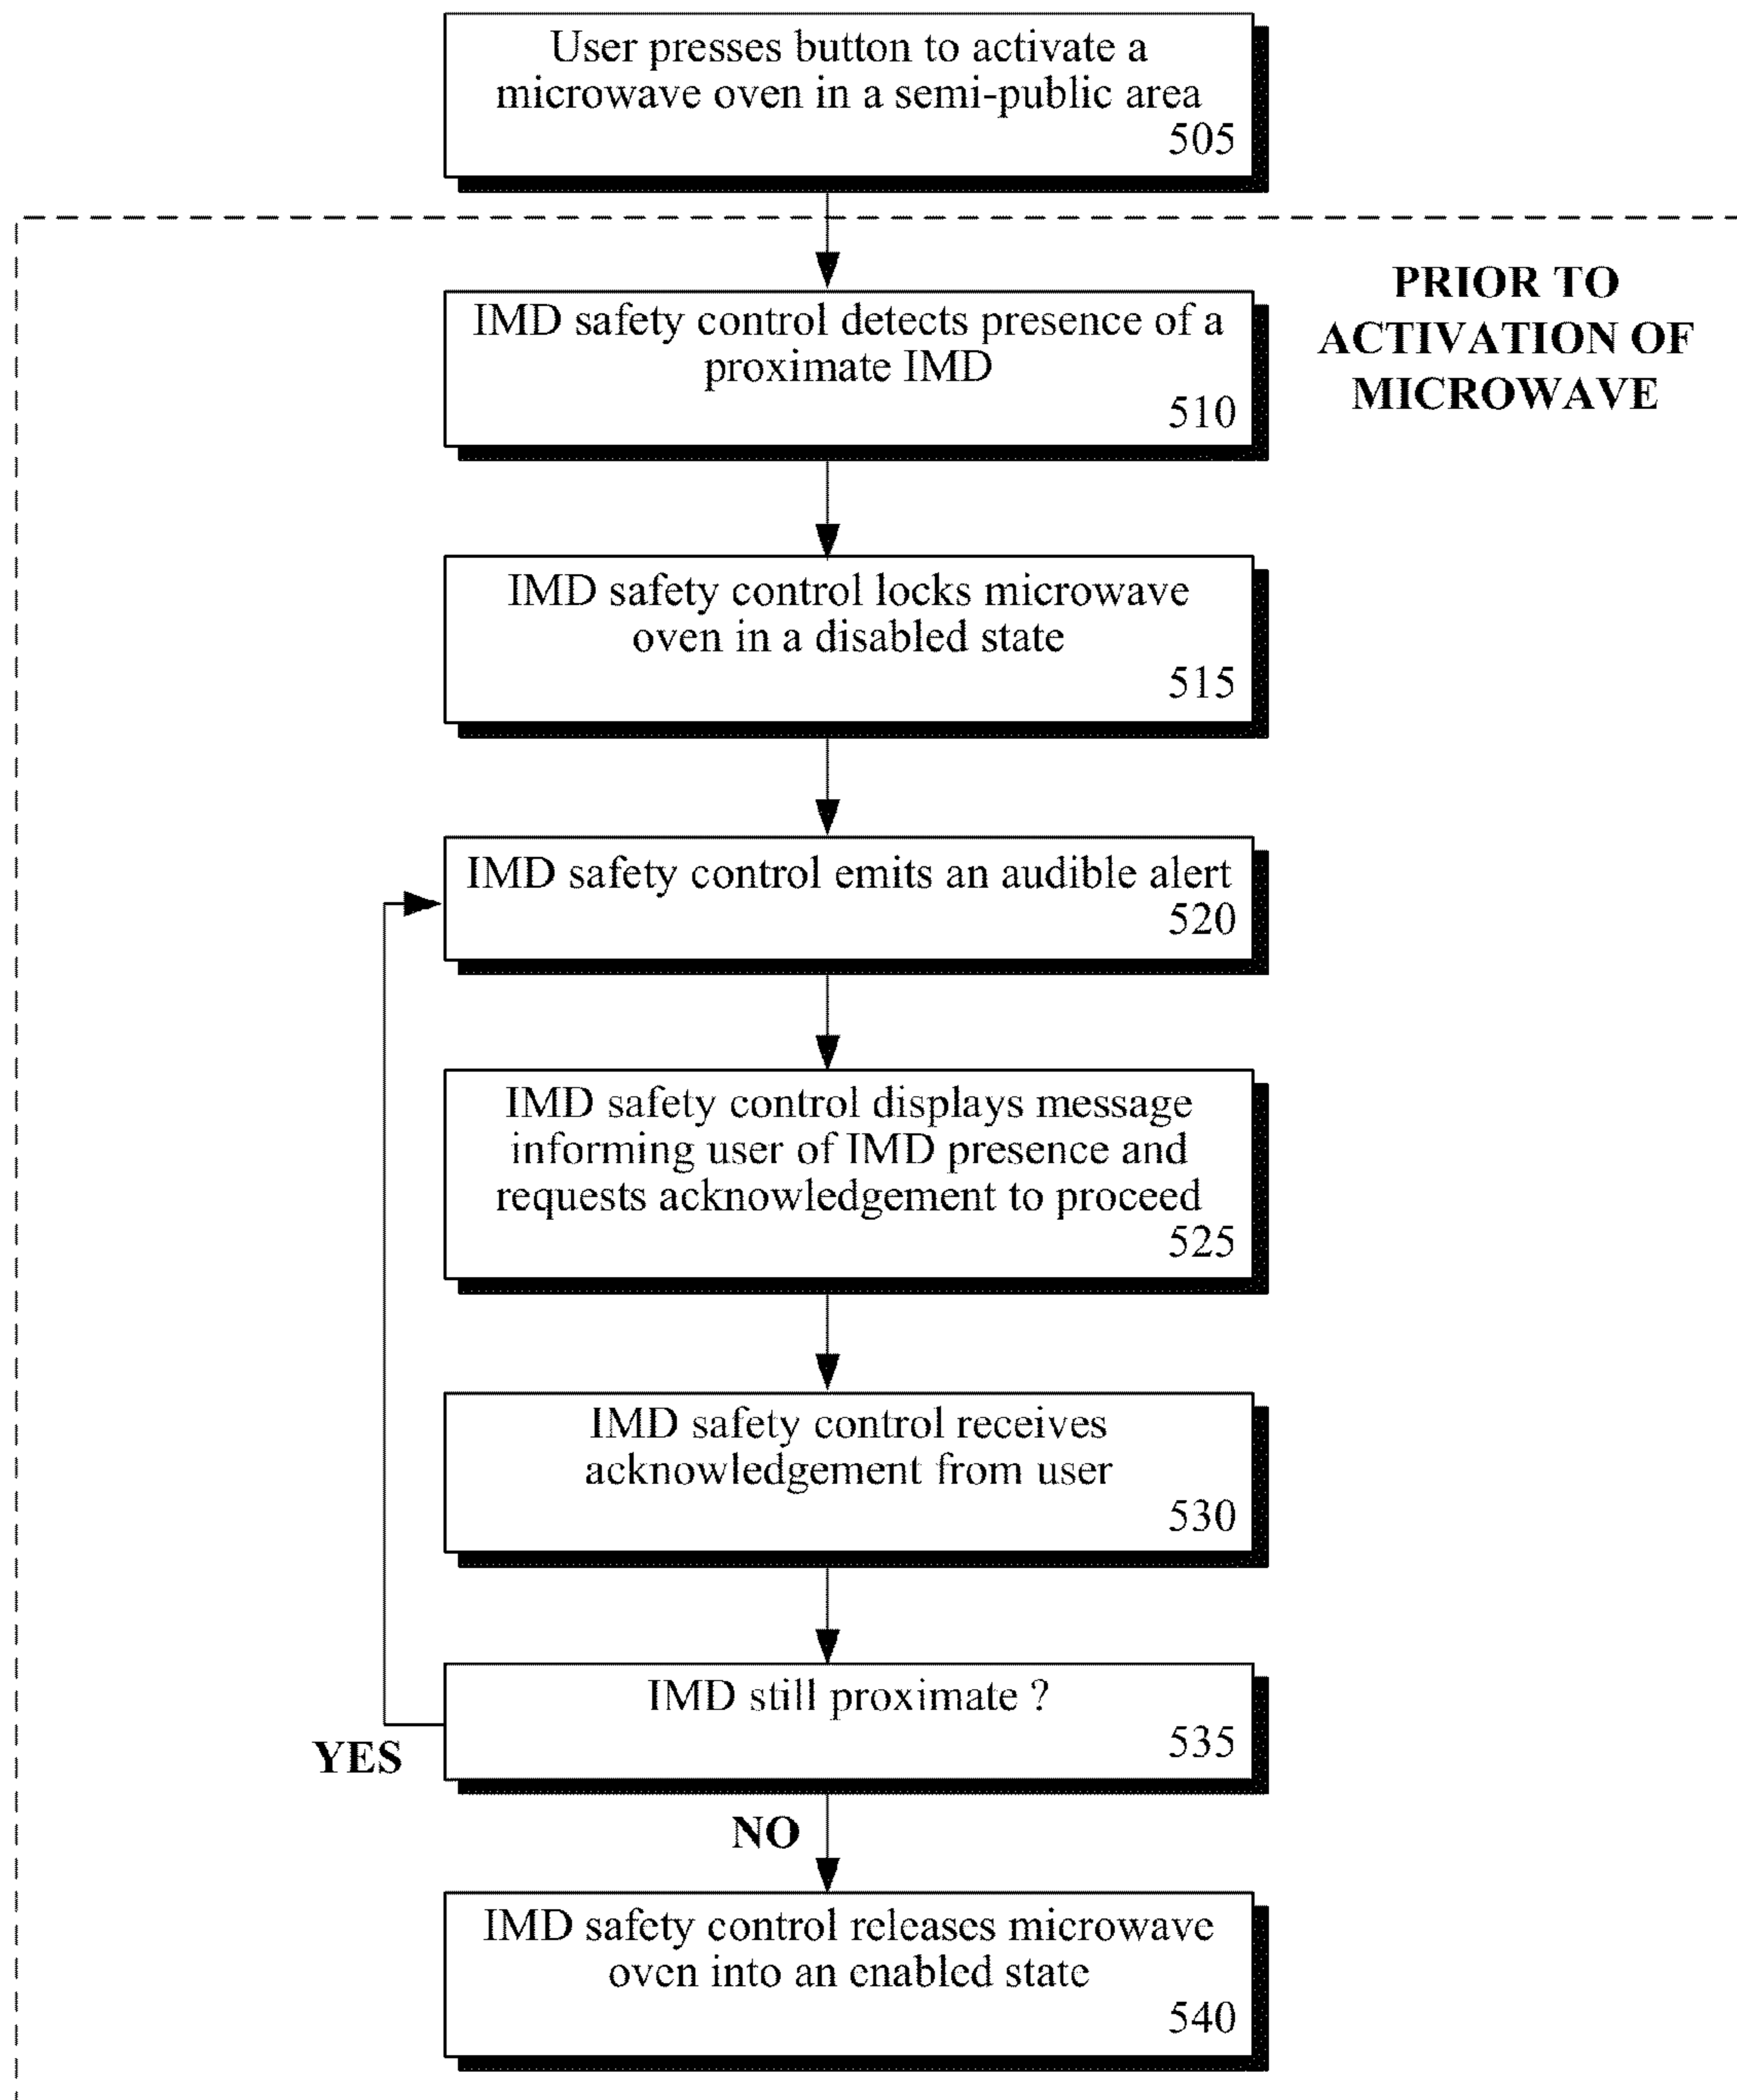 User presses button to activate a
microwave oven in a semi-public area
505
PRIOR TO
ACTIVATION OF
MICROWAVE
IMD safety control detects presence of a
proximate IMD
510
IMD safety control locks microwave
oven in a disabled state
515
IMD safety control emits an audible alert
520
IMD safety control displays message
informing user of IMD presence and
requests acknowledgement to proceed
525
IMD safety control receives
acknowledgement from user
530
IMD still proximate ?
535
YES
NO
IMD safety control releases microwave
oven into an enabled state
540